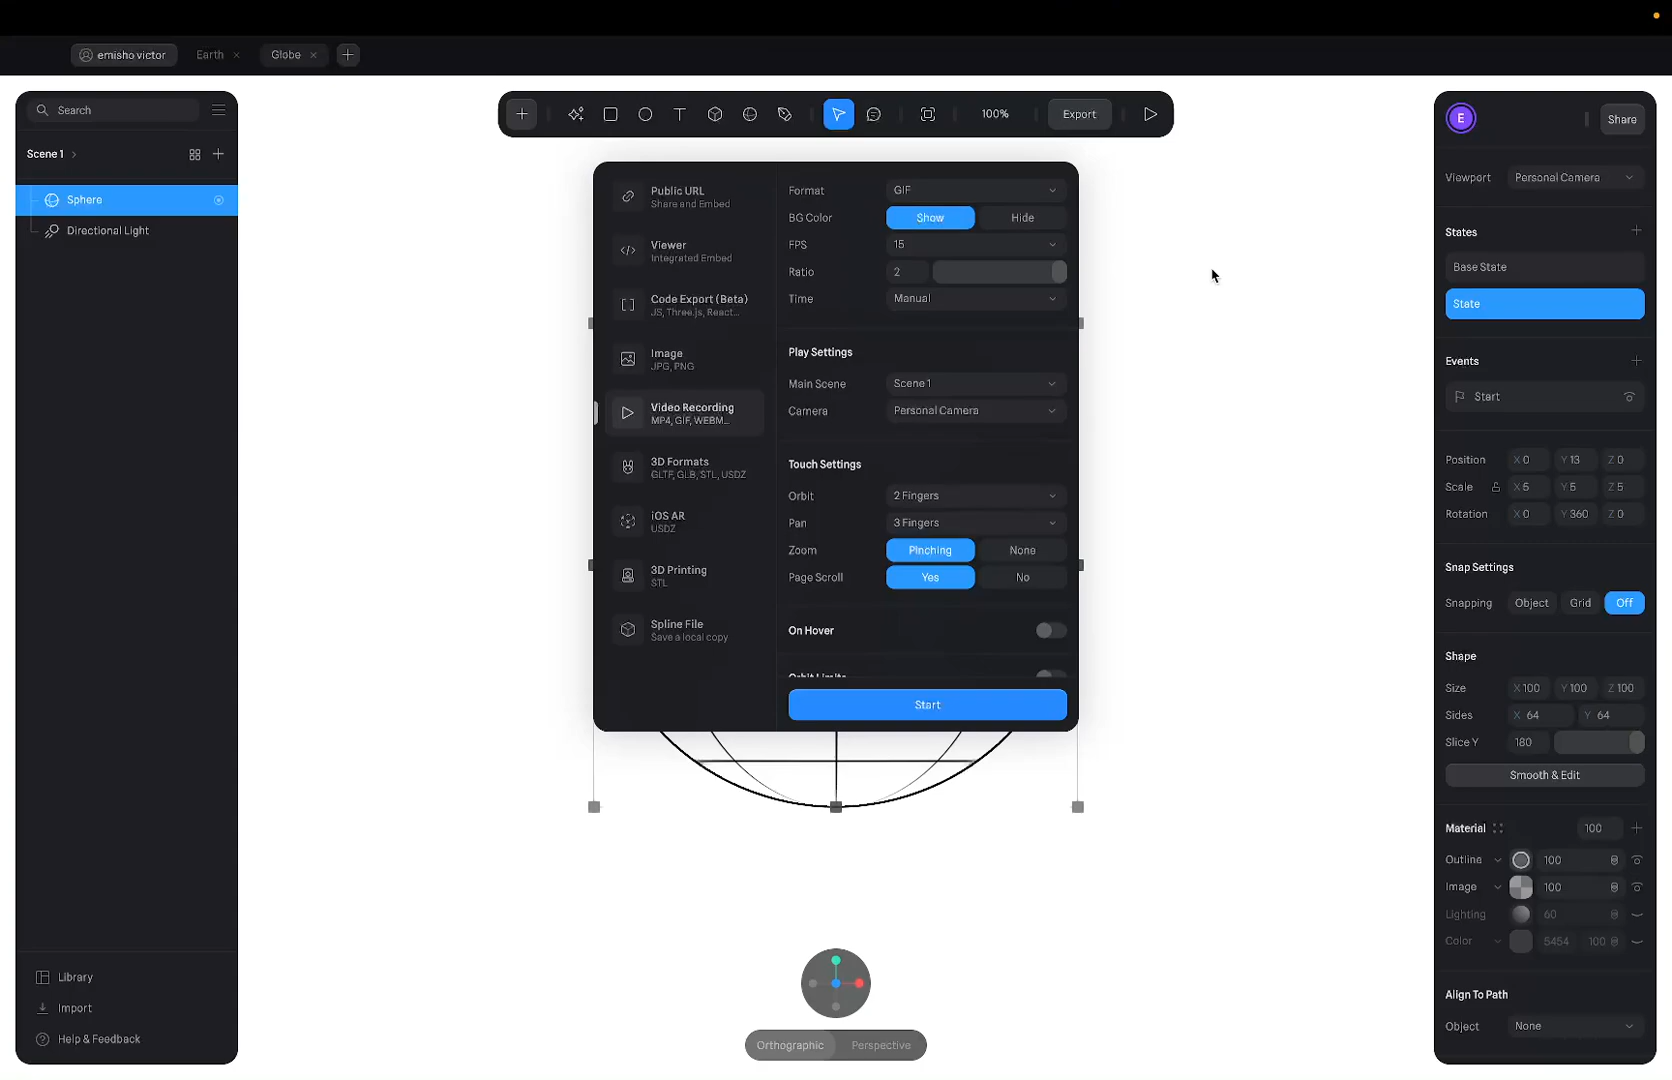 emisho victor
Earth
Globe
Search
Scene 1
Sphere
Directional Light
Library
Import
Help & Feedback
T
100%
Export
Public URL
Share and Embed
Viewer
Integrated Embed
Code Export (Beta)
JS, Three.js, React...
Image
JPG, PNG
Video Recording
MP4, GIF, WEBM...
3D Formats
GLTF, GLB, STL, USDZ
iOS AR
USDZ
3D Printing
STL
Spline File
Save a local copy
Format GIF
BG Color Show Hide
FPS 15
Ratio 2
Time Manual
Play Settings
Main Scene Scene 1
Camera Personal Camera
Touch Settings
Orbit 2 Fingers
Pan 3 Fingers
Zoom Pinching None
Page Scroll Yes No
On Hover
Orbit Limits
Start
Orthographic Perspective
E Share
Viewport Personal Camera
States
Base State
State
Events
Start
Position X 0 Y 13 Z 0
Scale X 5 Y 5 Z 5
Rotation X 0 Y 360 Z 0
Snap Settings
Snapping Object Grid Off
Shape
Size X 100 Y 100 Z 100
Sides X 64 Y 64
Slice Y 180
Smooth & Edit
Material 100
Outline 100
Image 100
Lighting 60
Color 5454 100
Align To Path
Object None